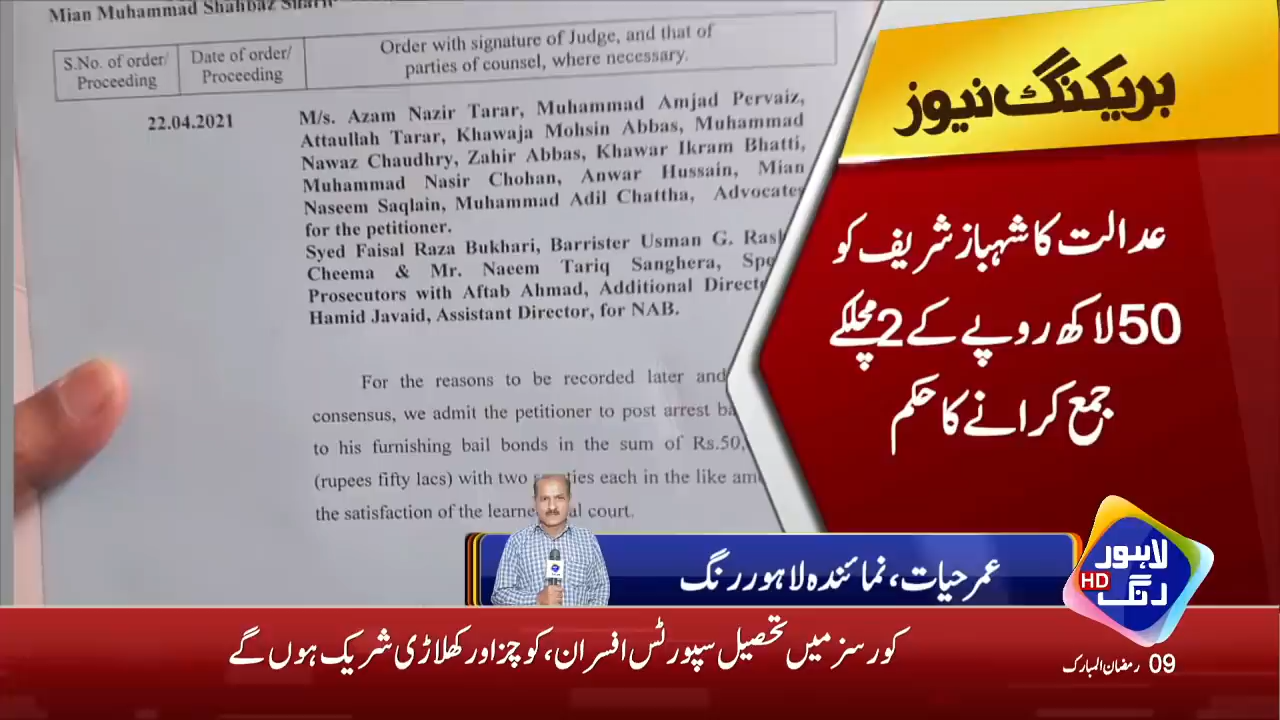 Mian Muhammad Shahbaz Sharif
S.No. of order/ Proceeding
Date of order/ Proceeding
Order with signature of Judge, and that of
parties of counsel, where necessary.
22.04.2021
M/s. Azam Nazir Tarar, Muhammad Amjad Pervaiz,
Attaullah Tarar, Khawaja Mohsin Abbas, Muhammad
Nawaz Chaudhry, Zahir Abbas, Khawar Ikram Bhatti,
Muhammad Nasir Chohan, Anwar Hussain, Mian
Naseem Saqlain, Muhammad Adil Chattha, Advocates
for the petitioner.
Syed Faisal Raza Bukhari, Barrister Usman G.
Cheema & Mr. Naeem Tariq Sanghera,
Prosecutors with Aftab Ahmad, Additional
Hamid Javaid, Assistant Director, for NAB.
For the reasons to be recorded later and
consensus, we admit the petitioner to post arrest
to his furnishing bail bonds in the sum of Rs.50,
(rupees fifty lacs) with two each in the like
the satisfaction of the court.
بریکنگ نیوز
عدالت کا شہباز شریف کو
50 لاکھ روپے کے 2 مچلکے
جمع کرانے کا حکم
عمر حیات، نمائندہ لاہور رنگ
لاہور
HD رنگ
کورسز میں تحصیل سپورٹس افسران، کوچز اور کھلاڑی شریک ہوں گے
09 رمضان المبارک